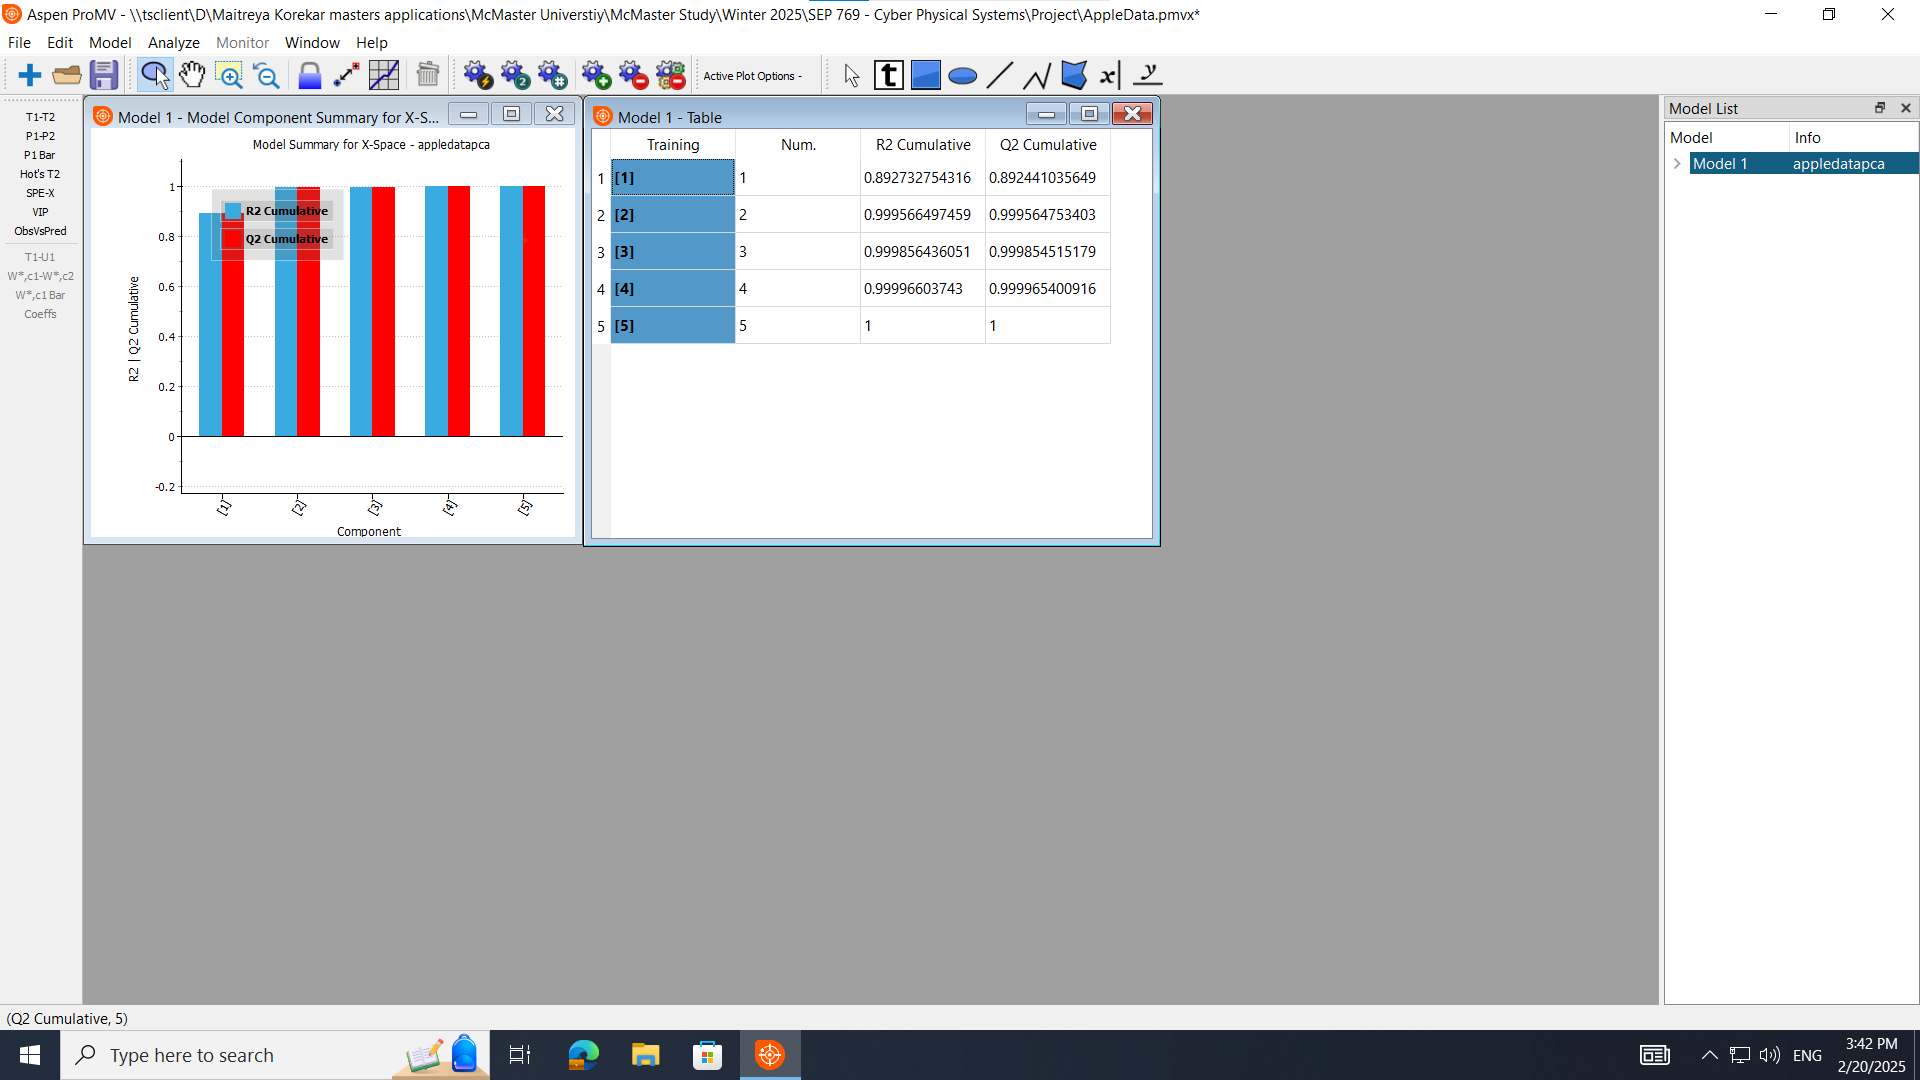 Aspen ProMV - \\tsclient\D\Maitreya Korekar masters applications\McMaster Universtiy\McMaster Study\Winter 2025\SEP 769 - Cyber Physical Systems\Project\AppleData.pmvx*
File Edit Model Analyze Monitor Window Help
Active Plot Options -
T1-T2
P1-P2
P1 Bar
Hot's T2
SPE-X
VIP
ObsVsPred
T1-U1
W*,c1-W*,c2
W*,c1 Bar
Coeffs
Model 1 - Model Component Summary for X-S...
Model Summary for X-Space - appledatapca
R2 Cumulative
Q2 Cumulative
R2 | Q2 Cumulative
1
0.8
0.6
0.4
0.2
0
-0.2
[1] [2] [3] [4] [5]
Component
Model 1 - Table
Training Num. R2 Cumulative Q2 Cumulative
1 [1] 1 0.892732754316 0.892441035649
2 [2] 2 0.999566497459 0.999564753403
3 [3] 3 0.999856436051 0.999854515179
4 [4] 4 0.99996603743 0.999965400916
5 [5] 5 1 1
Model List
Model Info
Model 1 appledatapca
(Q2 Cumulative, 5)
Type here to search
ENG
3:42 PM
2/20/2025